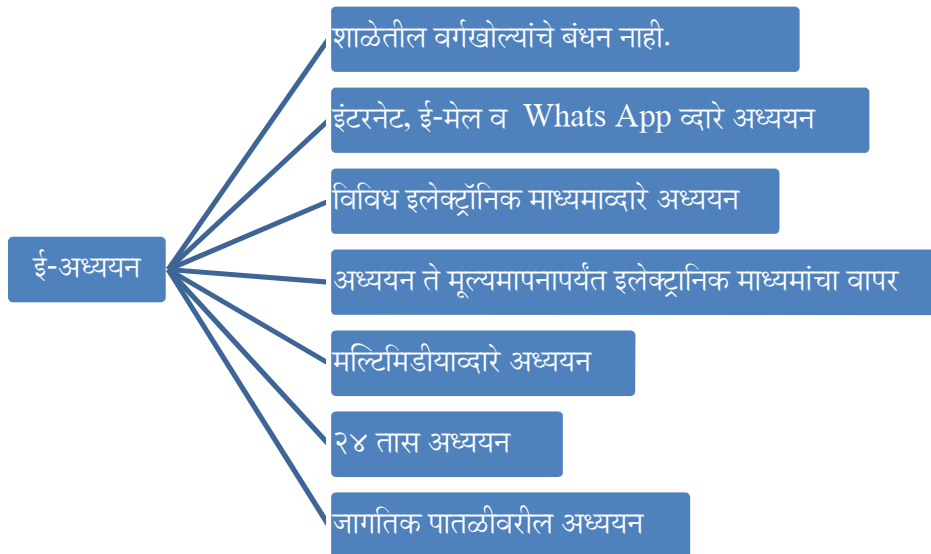 शाळेतील वर्गखोल्यांचे बंधन नाही.
इंटरनेट, ई-मेल व Whats App व्दारे अध्ययन
विविध इलेक्ट्रॉनिक माध्यमाव्दारे अध्ययन
ई-अध्ययन
अध्ययन ते मूल्यमापनापर्यंत इलेक्ट्रानिक माध्यमांचा वापर
मल्टिमिडीयाव्दारे अध्ययन
२४ तास अध्ययन
जागतिक पातळीवरील अध्ययन